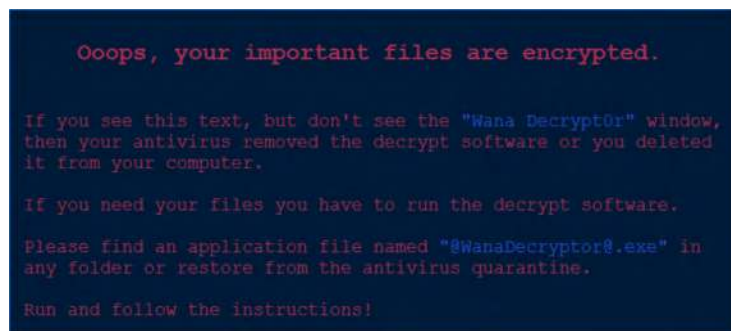 Ooops, your important files are encrypted.
If you see this text, but don't see the "Wana Decrypt0r" window,
then your antivirus removed the decrypt software or you deleted
it from your computer.
If you need your files you have to run the decrypt software.
Please find an application file named "@WanaDecryptor@.exe" in
any folder or restore from the antivirus quarantine.
Run and follow the instructions!